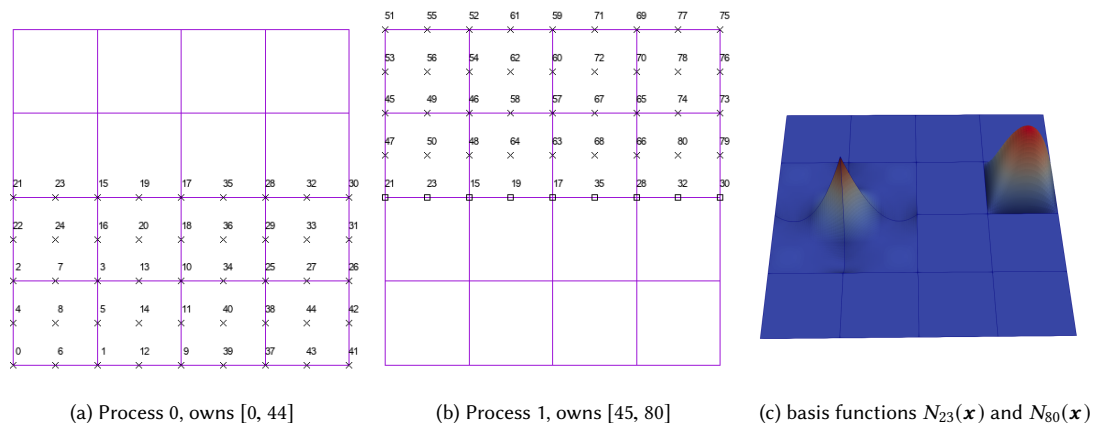 51 55 52 61 59 71 69 77 75
53 56 54 62 60 72 70 78 76
45 49 46 58 57 67 65 74 73
47 50 48 64 63 68 66 80 79
21 23 15 19 17 35 28 32 30
21 23 15 19 17 35 28 32 30
22 24 16 20 18 36 29 33 31
2 7 3 13 10 34 25 27 26
4 8 5 14 11 40 38 44 42
0 6 1 12 9 39 37 43 41
(a) Process 0, owns [0, 44]
(b) Process 1, owns [45, 80]
(c) basis functions N₂₃(x) and N₈₀(x)